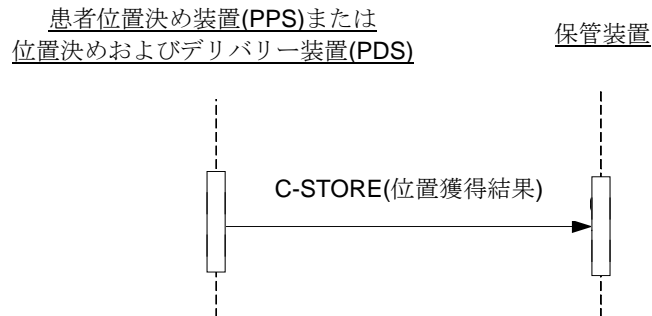 患者位置決め装置(PPS)または
位置決めおよびデリバリー装置(PDS)
保管装置
C-STORE(位置獲得結果)